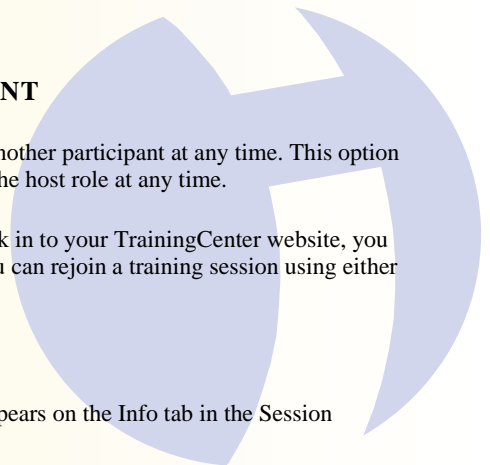 NT
nother participant at any time. This option
he host role at any time.
k in to your TrainingCenter website, you
u can rejoin a training session using either
pears on the Info tab in the Session